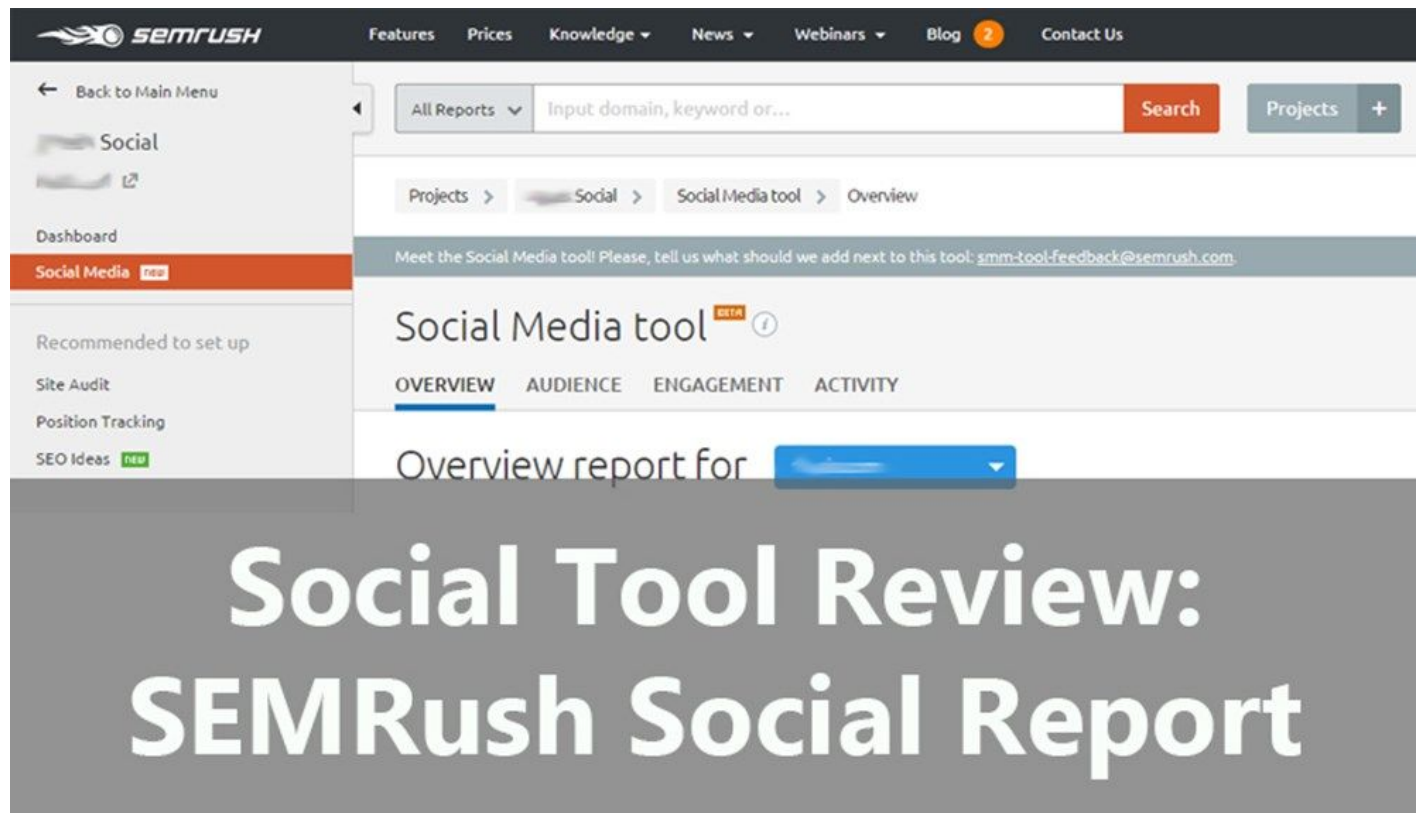 semrush
Features Prices Knowledge News Webinars Blog 2 Contact Us
Back to Main Menu
Social
Dashboard
Social Media new
Recommended to set up
Site Audit
Position Tracking
SEO Ideas new
All Reports Input domain, keyword or... Search Projects +
Projects > Social > Social Media tool > Overview
Meet the Social Media tool! Please, tell us what should we add next to this tool: smm-tool-feedback@semrush.com.
Social Media tool BETA i
OVERVIEW AUDIENCE ENGAGEMENT ACTIVITY
Overview report for
Social Tool Review:
SEMRush Social Report